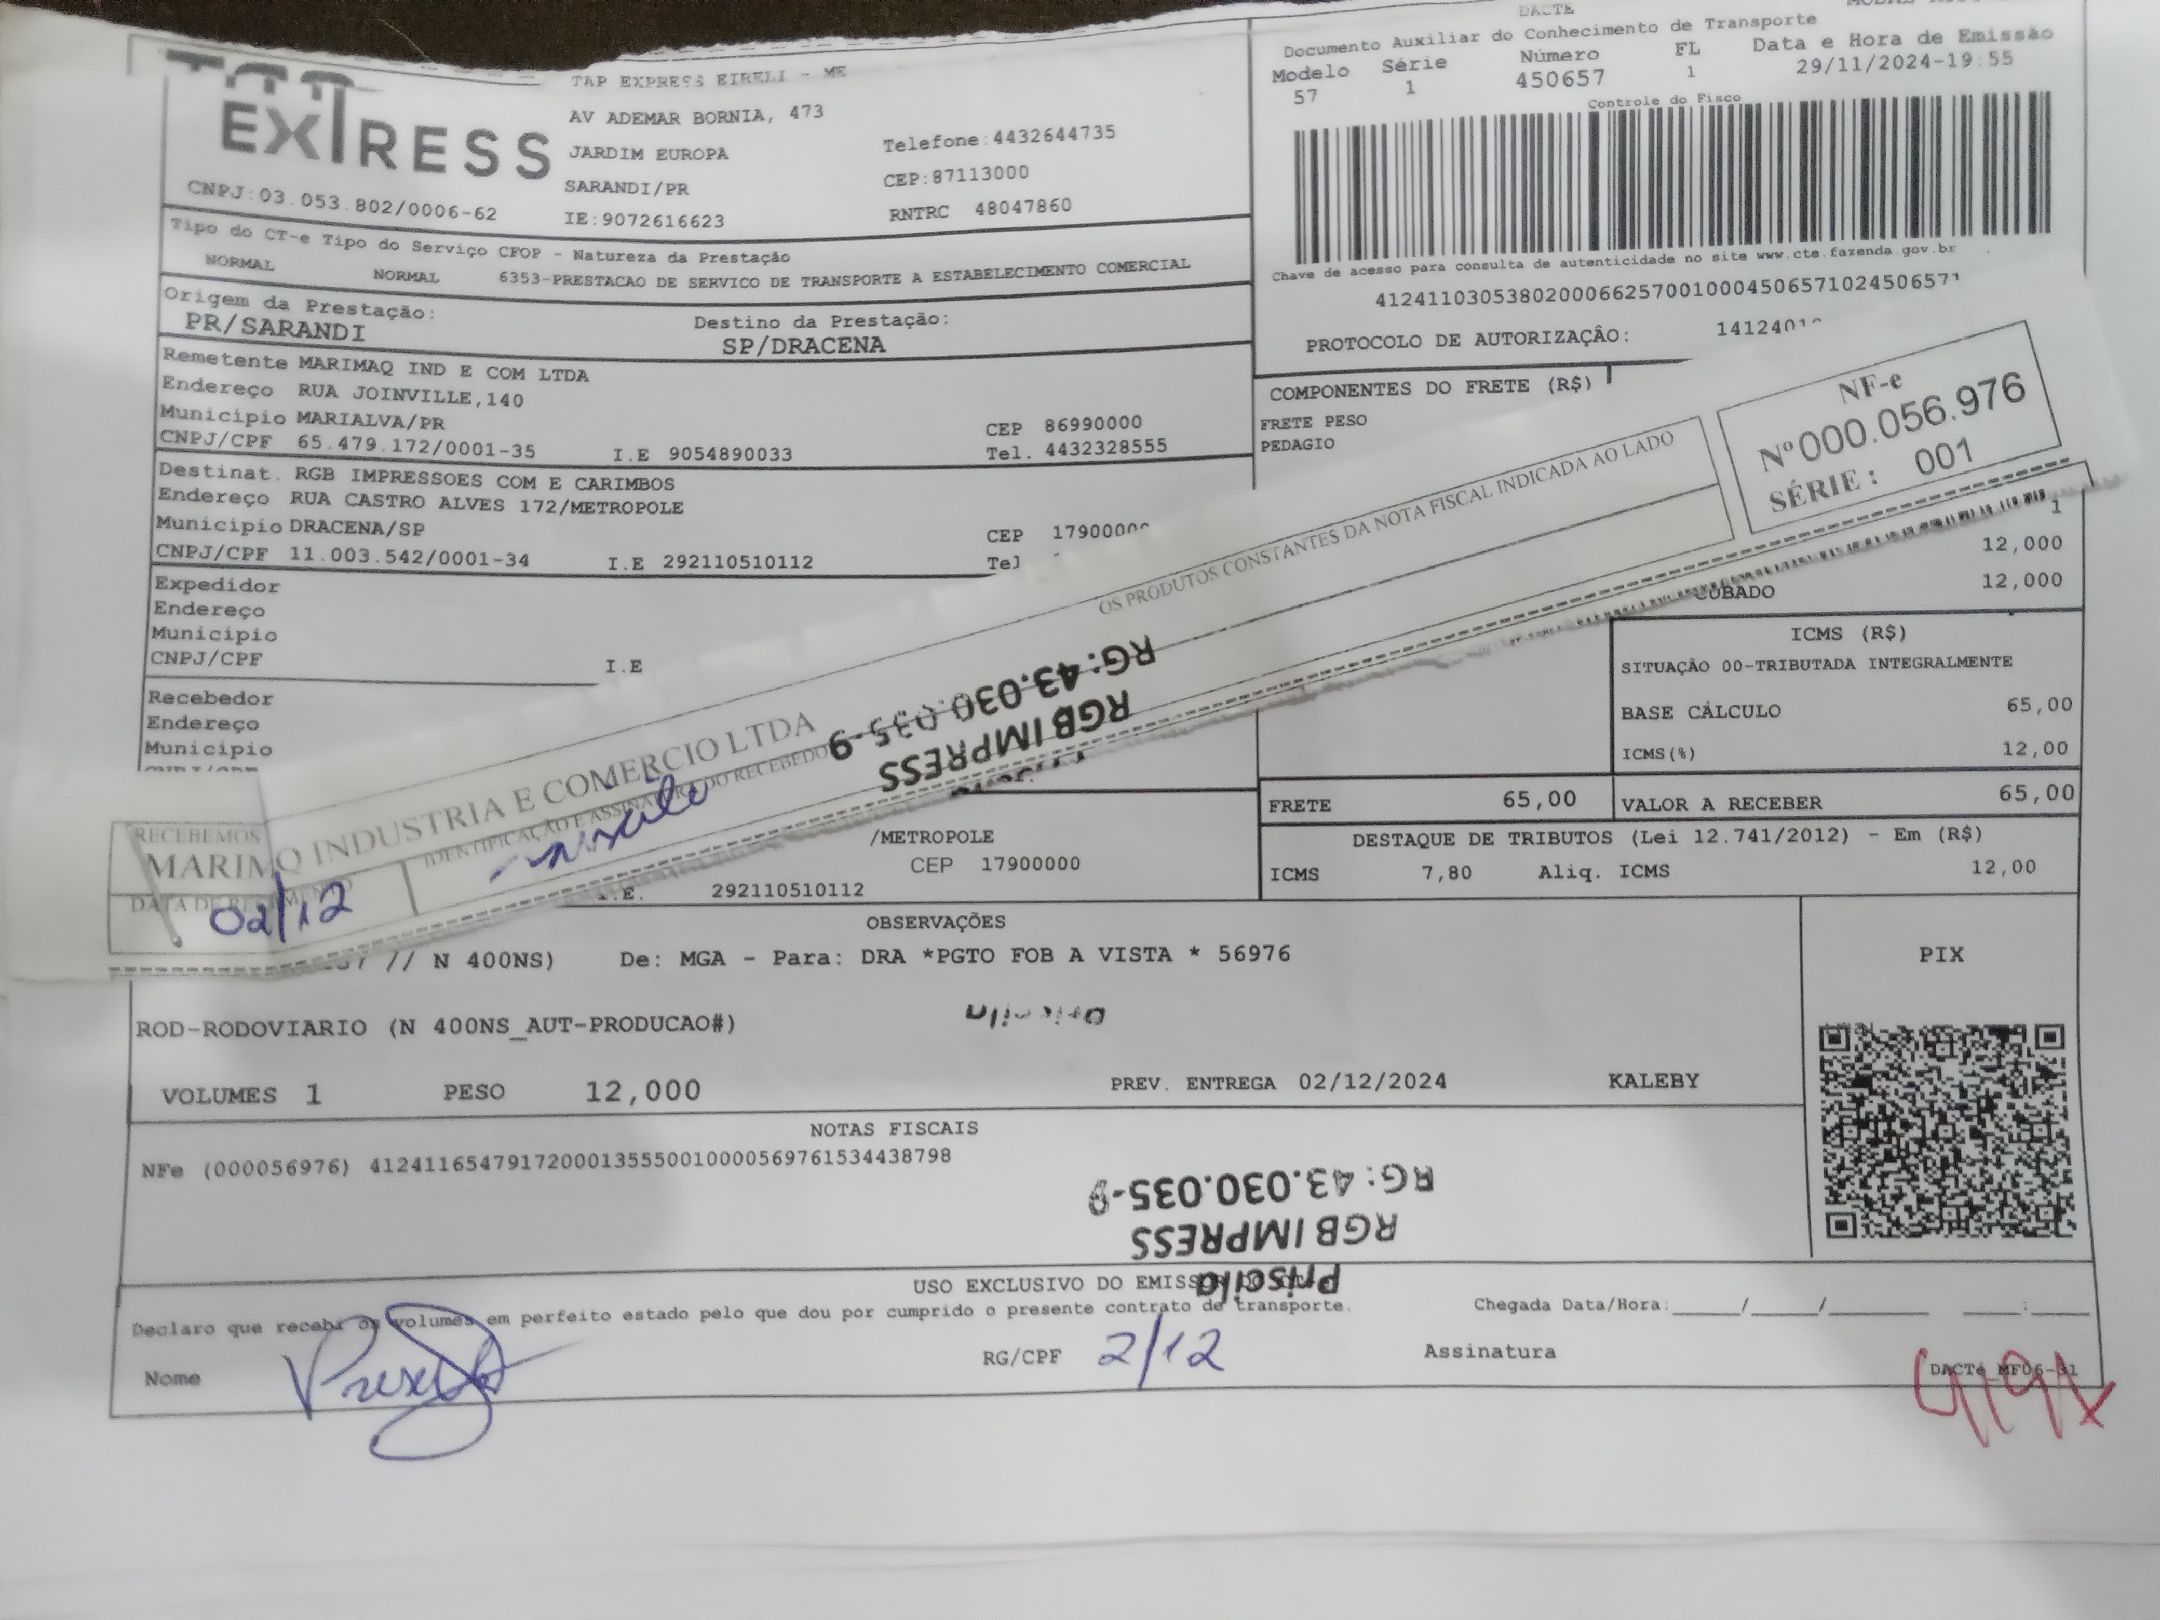 DACTE
Documento Auxiliar do Conhecimento de Transporte
Modelo Série Número FL Data e Hora de Emissão
57 1 450657 1 29/11/2024-19:55
Controle do Fisco
Chave de acesso para consulta de autenticidade no site www.cte.fazenda.gov.br
PROTOCOLO DE AUTORIZAÇÂO:
EXPRESS
CNPJ:03.053.802/0006-62
TAP EXPRESS EIRELI - ME
AV ADEMAR BORNIA, 473
JARDIM EUROPA
SARANDI/PR
IE:9072616623
Telefone:4432644735
CEP:87113000
RNTRC 48047860
Tipo do CT-e Tipo do Serviço CFOP - Natureza da Prestação
NORMAL NORMAL 6353-PRESTACAO DE SERVICO DE TRANSPORTE A ESTABELECIMENTO COMERCIAL
Origem da Prestação: Destino da Prestação:
PR/SARANDI SP/DRACENA
Remetente MARIMAQ IND E COM LTDA
Endereço RUA JOINVILLE,140
Município MARIALVA/PR CEP 86990000
CNPJ/CPF 65.479.172/0001-35 I.E 9054890033 Tel. 4432328555
Destinat. RGB IMPRESSOES COM E CARIMBOS
Endereço RUA CASTRO ALVES 172/METROPOLE
Município DRACENA/SP CEP
CNPJ/CPF 11.003.542/0001-34 I.E 292110510112
Expedidor
Endereço
Município
CNPJ/CPF I.E
Recebedor
Endereço
Município
COMPONENTES DO FRETE (R$)
FRETE PESO
PEDAGIO
NF-e
Nº 000.056.976
SÉRIE : 001
OS PRODUTOS CONSTANTES DA NOTA FISCAL INDICADA AO LADO
RECEBEMOS
INDUSTRIA E COMERCIO LTDA
02/12
RG:43.030.035-9
RGB IMPRESS
1
12,000
CUBADO 12,000
ICMS (R$)
SITUAÇÃO 00-TRIBUTADA INTEGRALMENTE
BASE CÁLCULO 65,00
ICMS(%) 12,00
FRETE 65,00 VALOR A RECEBER 65,00
DESTAQUE DE TRIBUTOS (Lei 12.741/2012) - Em (R$)
ICMS 7,80 Aliq. ICMS 12,00
/METROPOLE
CEP 17900000
292110510112
OBSERVAÇÕES
// N 400NS) De: MGA - Para: DRA *PGTO FOB A VISTA * 56976
PIX
ROD-RODOVIARIO (N 400NS_AUT-PRODUCAO#)
VOLUMES 1 PESO 12,000 PREV. ENTREGA 02/12/2024 KALEBY
NOTAS FISCAIS
NFe (000056976) 41241165479172000135550010000569761534438798
RG:43.030.035-9
RGB IMPRESS
Priscila
USO EXCLUSIVO DO
Declaro que recebi os volumes em perfeito estado pelo que dou por cumprido o presente contrato de transporte. Chegada Data/Hora:
Nome RG/CPF 2/12 Assinatura